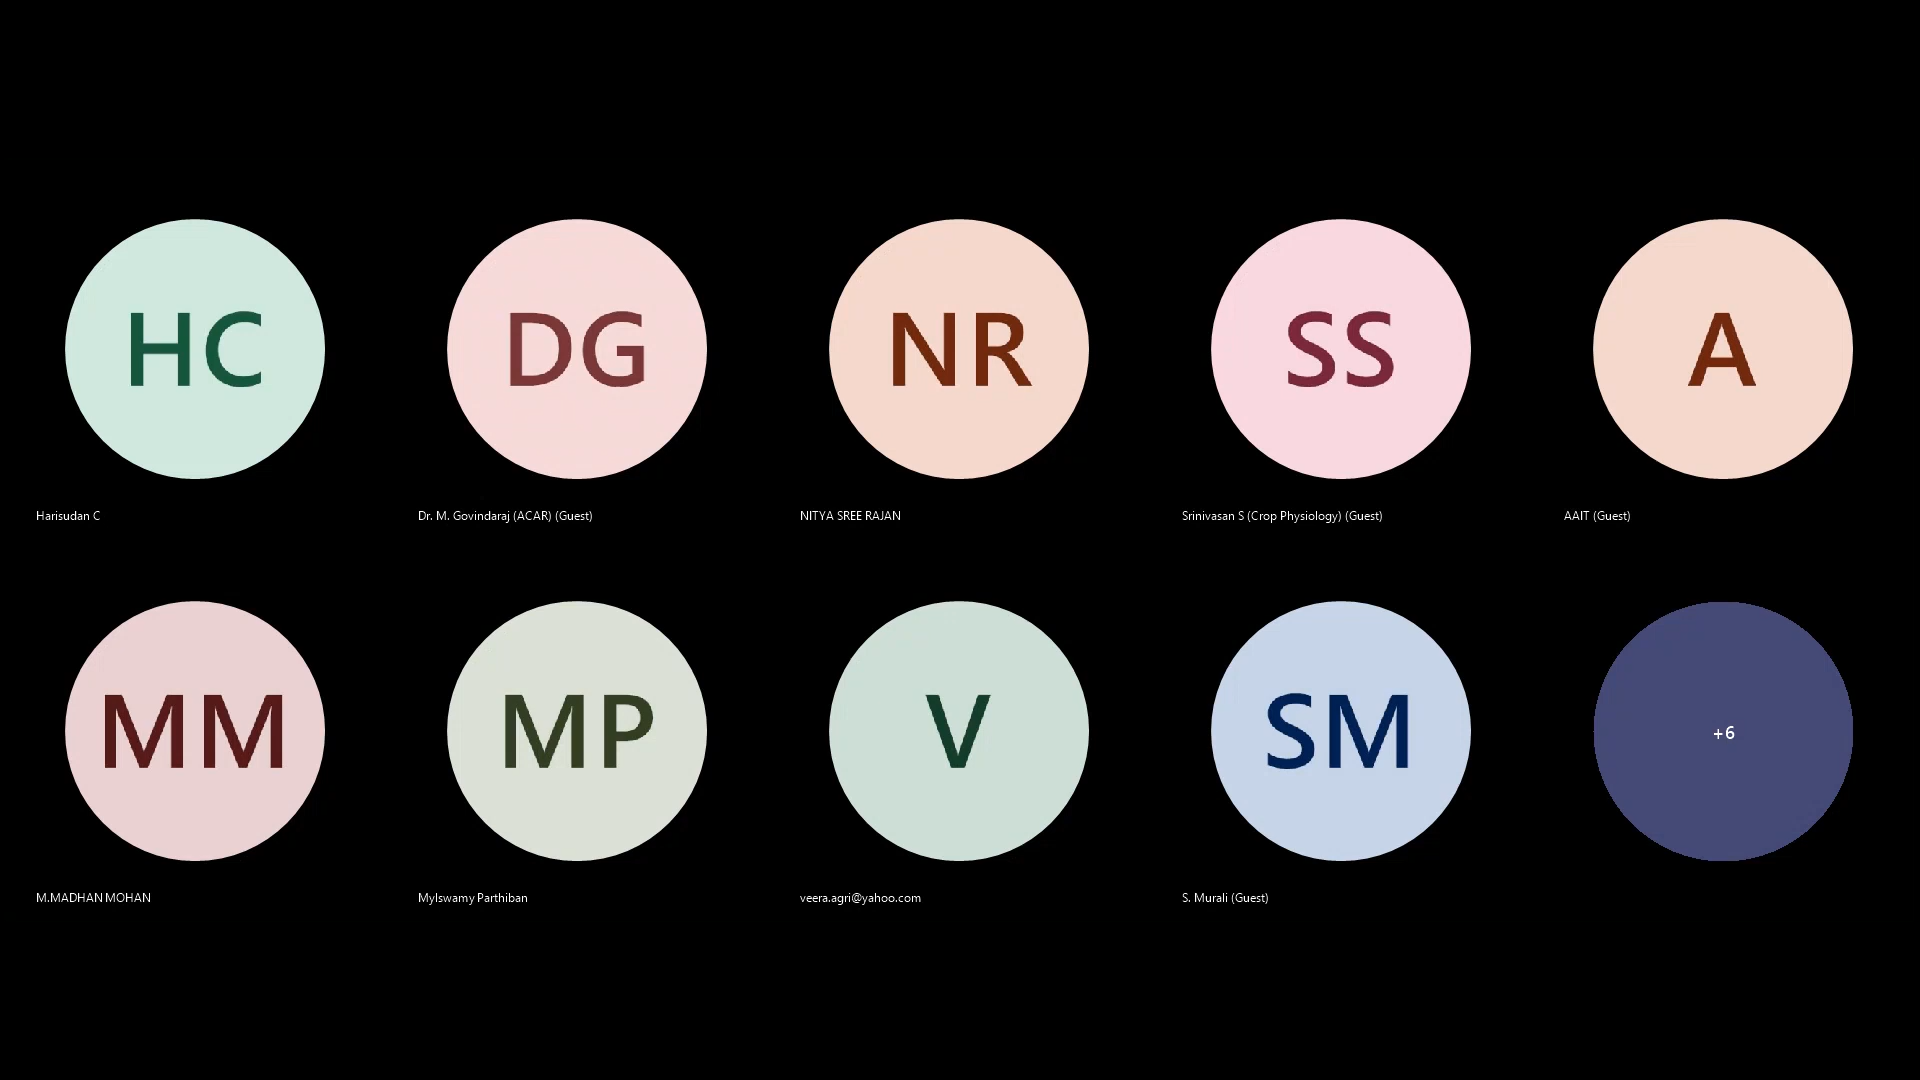 HC
DG
NR
SS
A
Harisudan C
Dr. M. Govindaraj (ACAR) (Guest)
NITYA SREE RAJAN
Srinivasan S (Crop Physiology) (Guest)
AAIT (Guest)
MM
MP
V
SM
+6
M.MADHAN MOHAN
Mylswamy Parthiban
veera.agri@yahoo.com
S. Murali (Guest)